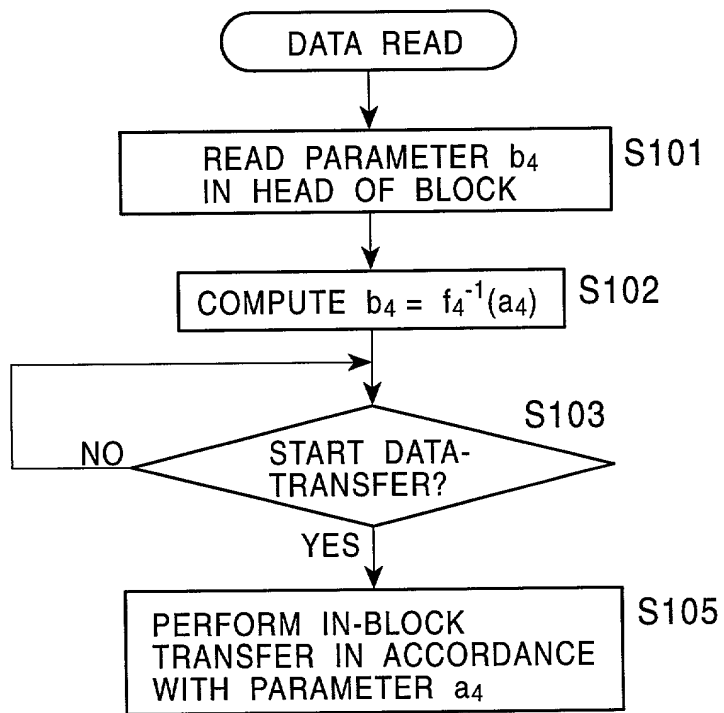 DATA READ
READ PARAMETER b₄
IN HEAD OF BLOCK
S101
COMPUTE b₄ = f₄⁻¹(a₄)
S102
S103
START DATA-
TRANSFER?
NO
YES
PERFORM IN-BLOCK
TRANSFER IN ACCORDANCE
WITH PARAMETER a₄
S105